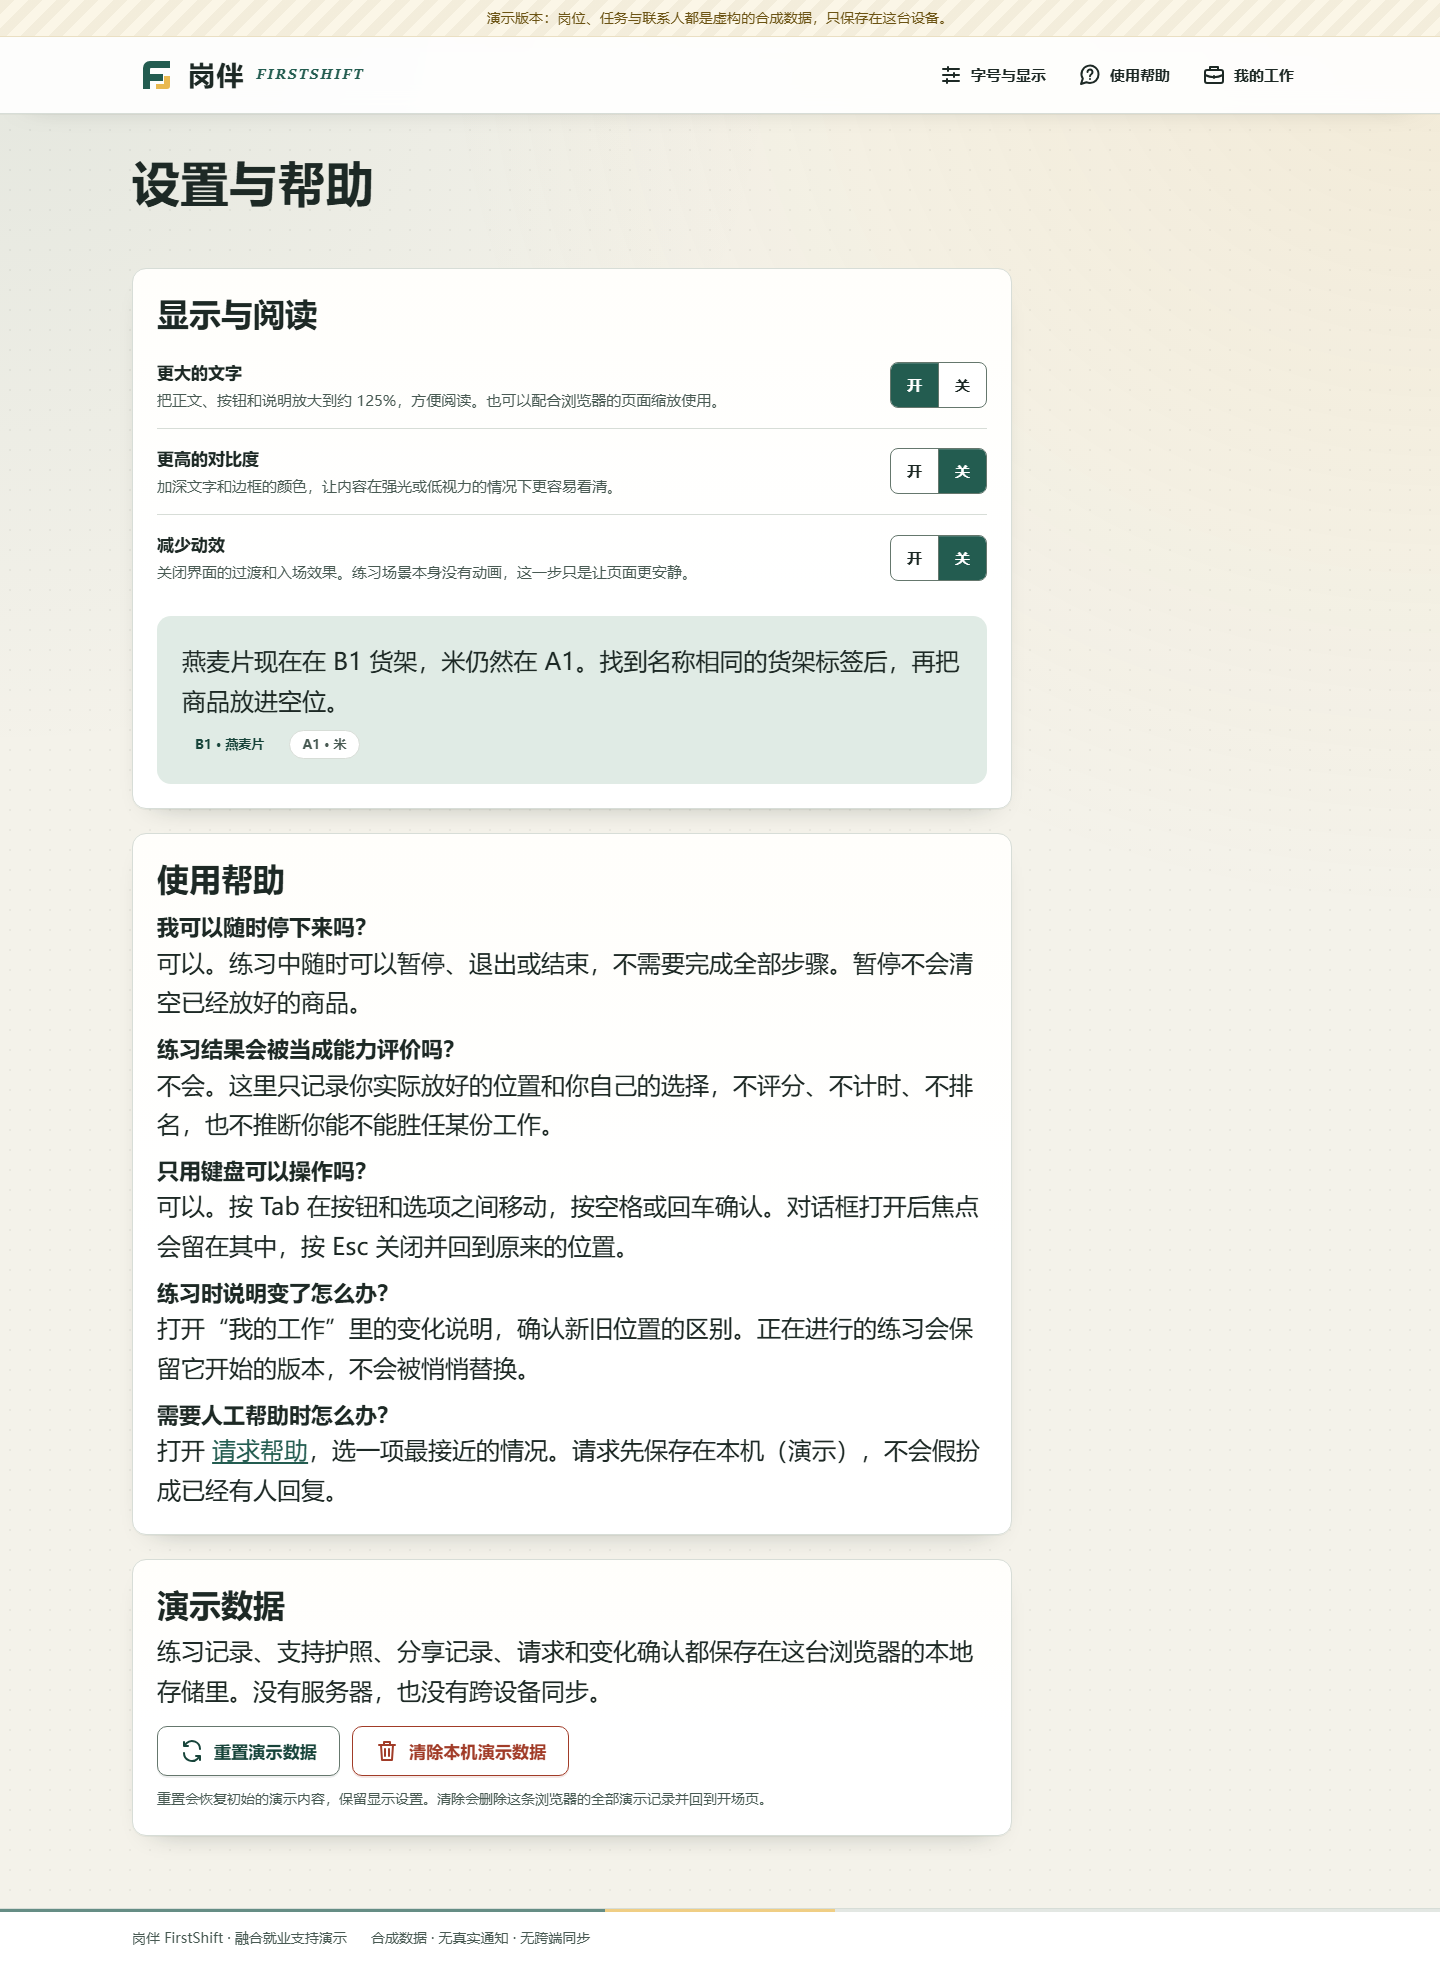 演示版本：岗位、任务与联系人都是虚构的合成数据，只保存在这台设备。
岗伴 FIRSTSHIFT
字号与显示 使用帮助 我的工作
设置与帮助
显示与阅读
更大的文字
把正文、按钮和说明放大到约 125%，方便阅读。也可以配合浏览器的页面缩放使用。
开 关
更高的对比度
加深文字和边框的颜色，让内容在强光或低视力的情况下更容易看清。
开 关
减少动效
关闭界面的过渡和入场效果。练习场景本身没有动画，这一步只是让页面更安静。
开 关
燕麦片现在在 B1 货架，米仍然在 A1。找到名称相同的货架标签后，再把
商品放进空位。
B1 • 燕麦片 A1 • 米
使用帮助
我可以随时停下来吗？
可以。练习中随时可以暂停、退出或结束，不需要完成全部步骤。暂停不会清
空已经放好的商品。
练习结果会被当成能力评价吗？
不会。这里只记录你实际放好的位置和你自己的选择，不评分、不计时、不排
名，也不推断你能不能胜任某份工作。
只用键盘可以操作吗？
可以。按 Tab 在按钮和选项之间移动，按空格或回车确认。对话框打开后焦点
会留在其中，按 Esc 关闭并回到原来的位置。
练习时说明变了怎么办？
打开“我的工作”里的变化说明，确认新旧位置的区别。正在进行的练习会保
留它开始的版本，不会被悄悄替换。
需要人工帮助时怎么办？
打开 请求帮助，选一项最接近的情况。请求先保存在本机（演示），不会假扮
成已经有人回复。
演示数据
练习记录、支持护照、分享记录、请求和变化确认都保存在这台浏览器的本地
存储里。没有服务器，也没有跨设备同步。
重置演示数据 清除本机演示数据
重置会恢复初始的演示内容，保留显示设置。清除会删除这条浏览器的全部演示记录并回到开场页。
岗伴 FirstShift · 融合就业支持演示 合成数据 · 无真实通知 · 无跨端同步